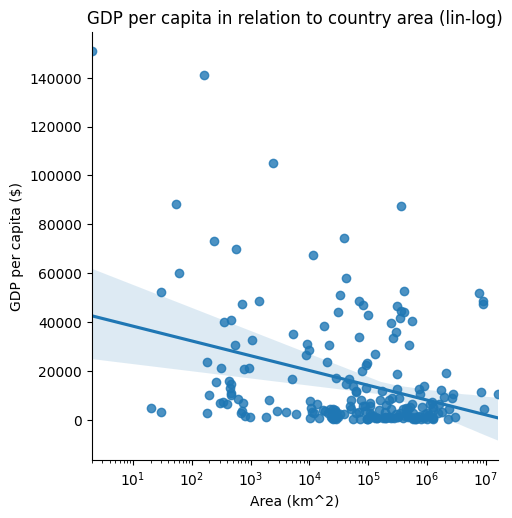 GDP per capita in relation to country area (lin-log)
GDP per capita ($)
140000
120000
100000
80000
60000
40000
20000
0
10^1 10^2 10^3 10^4 10^5 10^6 10^7
Area (km^2)